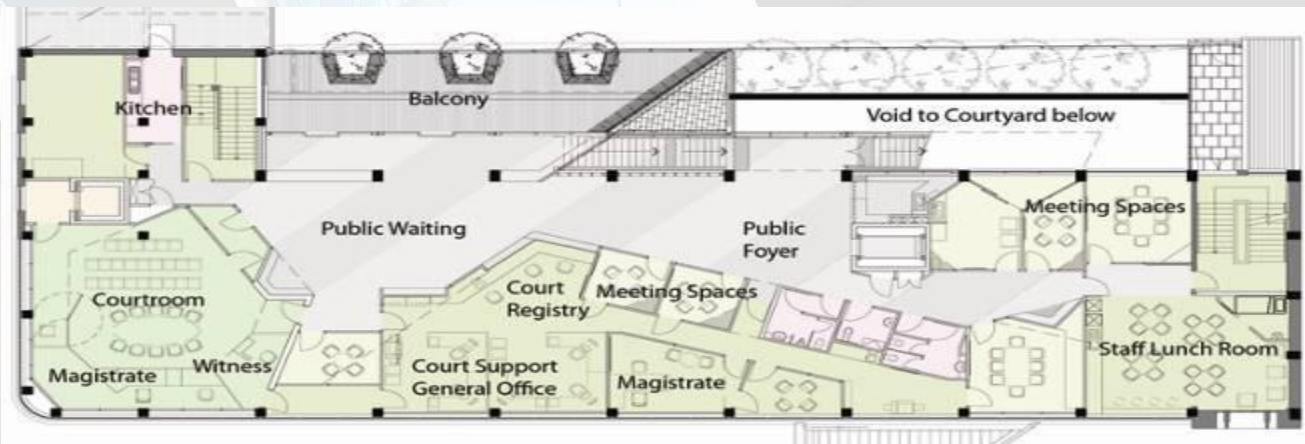 Kitchen
Balcony
Void to Courtyard below
Public Waiting
Public
Foyer
Meeting Spaces
Courtroom
Court
Registry
Meeting Spaces
Magistrate
Witness
Court Support
General Office
Magistrate
Staff Lunch Room